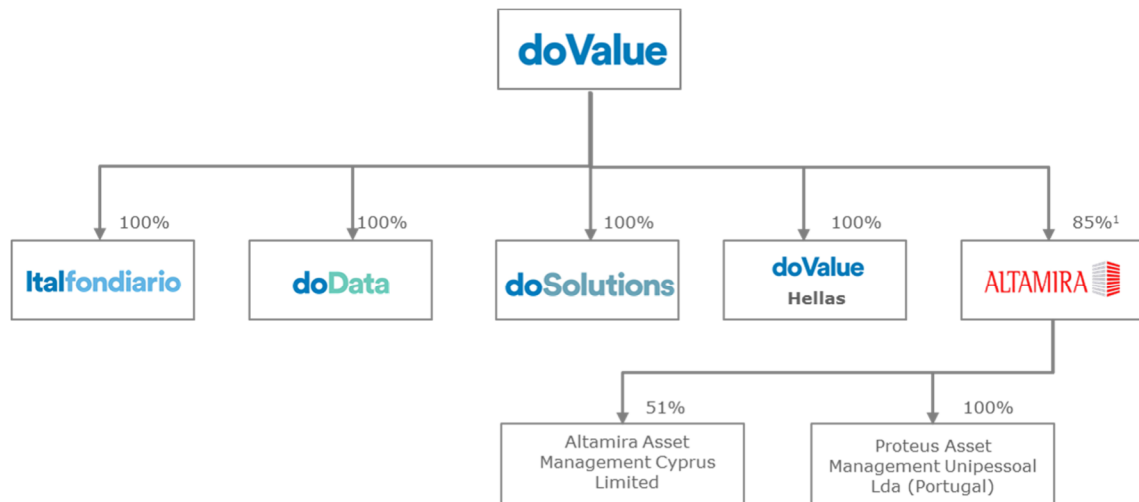 doValue
100%
100%
100%
100%
85%¹
Italfondiario
doData
doSolutions
doValue
Hellas
ALTAMIRA
51%
100%
Altamira Asset
Management Cyprus
Limited
Proteus Asset
Management Unipessoal
Lda (Portugal)